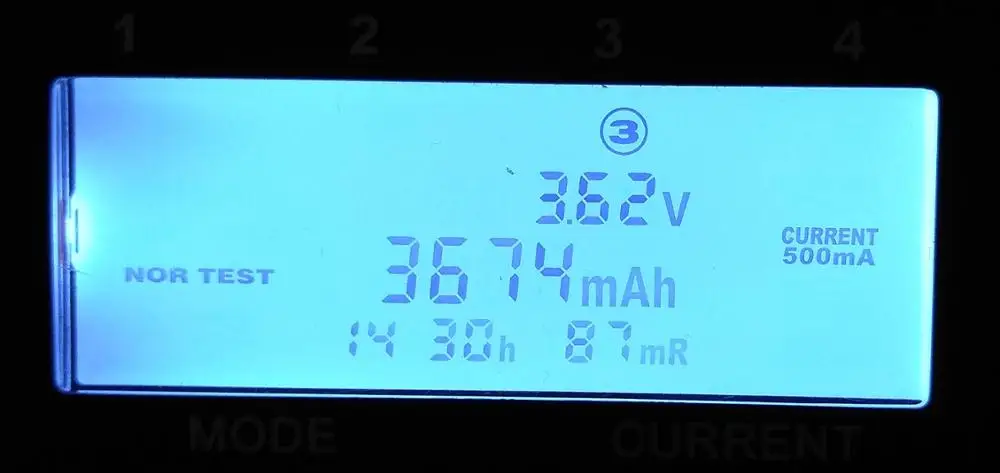 1 2 3 4
3
3.62V
CURRENT
500mA
3674mAh
NOR TEST
14 30h 87mR
MODE CURRENT